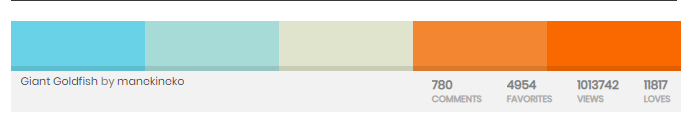 Giant Goldfish by manekineko
780 4954 1013742 11817
COMMENTS FAVORITES VIEWS LOVES